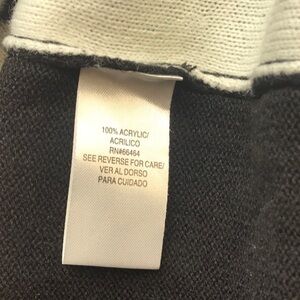 100% ACRYLIC/
ACRILICO
RN#66464
SEE REVERSE FOR CARE/
VER AL DORSO
PARA CUIDADO